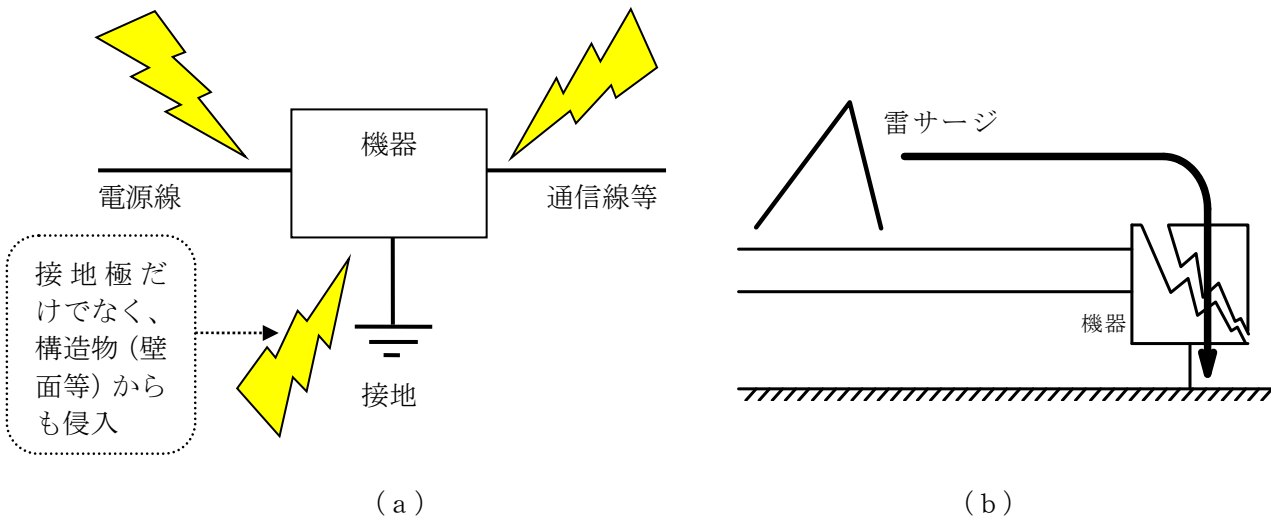 機器
電源線
通信線等
接地極だ
けでなく、
構造物(壁
面等)から
も侵入
接地
(a)
雷サージ
機器
(b)